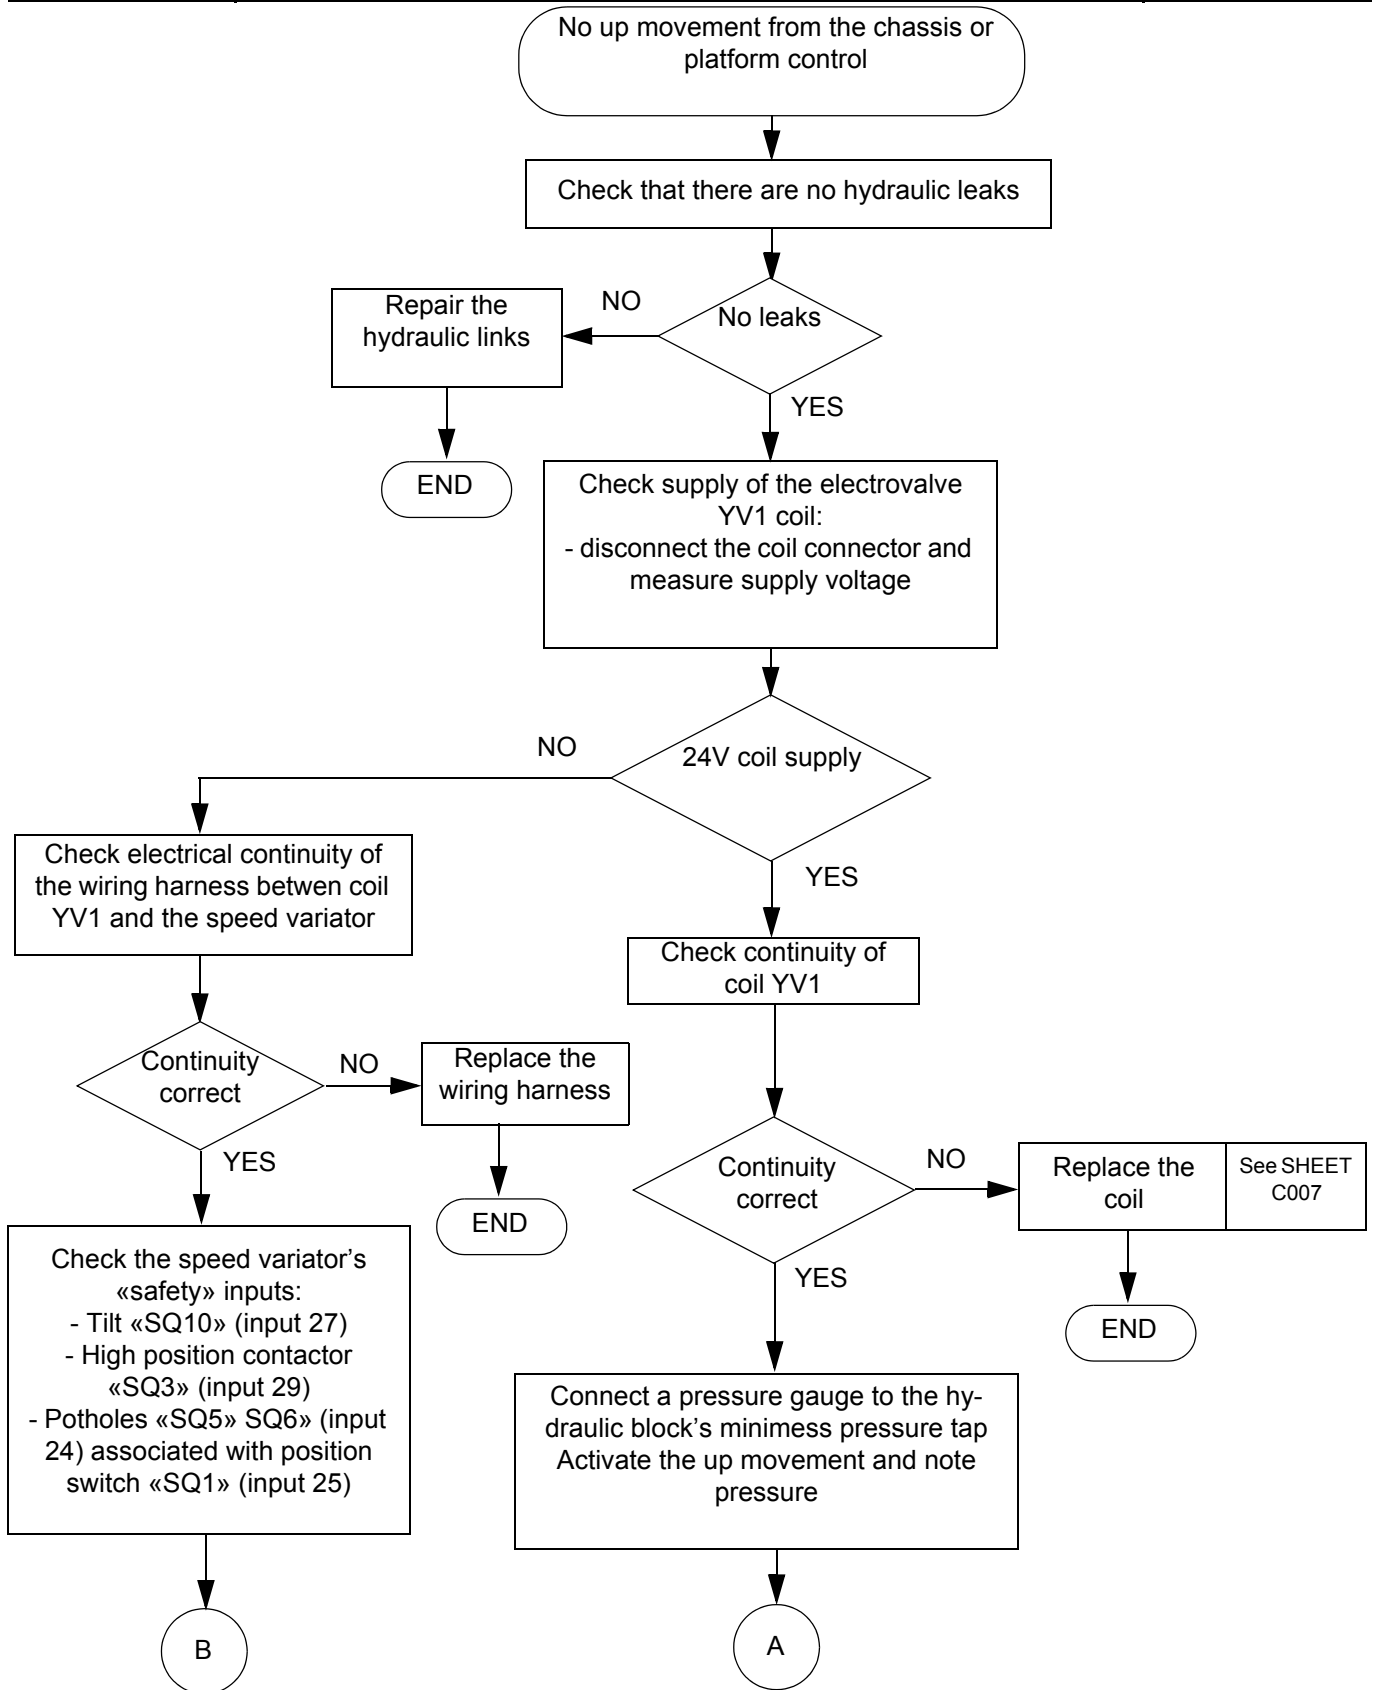 No up movement from the chassis or
platform control
Check that there are no hydraulic leaks
Repair the
hydraulic links
NO
No leaks
YES
END
Check supply of the electrovalve
YV1 coil:
- disconnect the coil connector and
measure supply voltage
NO
24V coil supply
Check electrical continuity of
the wiring harness betwen coil
YV1 and the speed variator
YES
Check continuity of
coil YV1
Continuity
correct
NO
Replace the
wiring harness
YES
END
Continuity
correct
NO
Replace the
coil
See SHEET
C007
YES
END
Check the speed variator’s
«safety» inputs:
- Tilt «SQ10» (input 27)
- High position contactor
«SQ3» (input 29)
- Potholes «SQ5» SQ6» (input
24) associated with position
switch «SQ1» (input 25)
Connect a pressure gauge to the hy-
draulic block’s minimess pressure tap
Activate the up movement and note
pressure
B
A